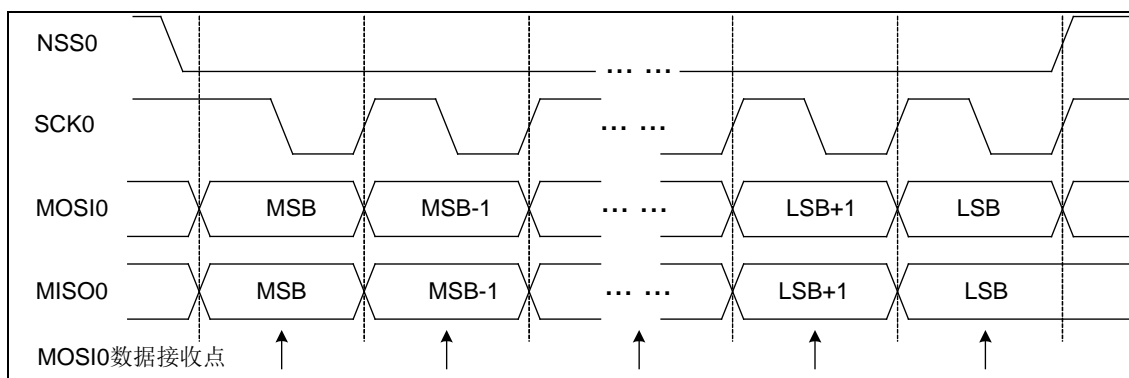 NSS0
... ...
SCK0
... ...
MOSI0 MSB MSB-1 ... ... LSB+1 LSB
MISO0 MSB MSB-1 ... ... LSB+1 LSB
MOSI0数据接收点